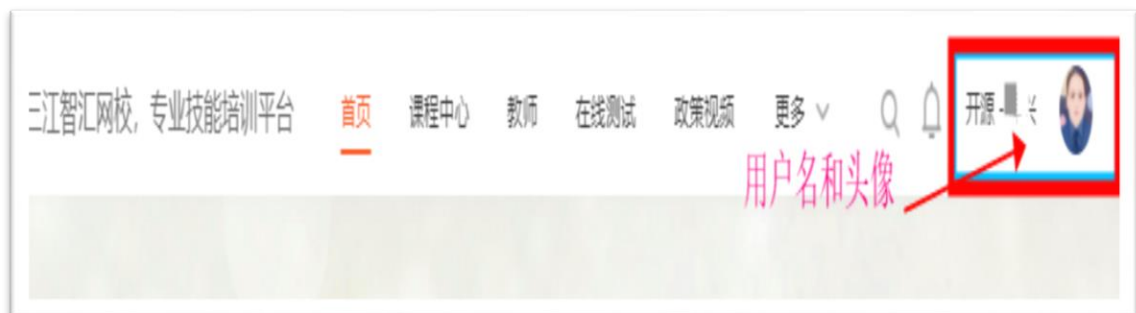 三江智汇网校，专业技能培训平台 首页 课程中心 教师 在线测试 政策视频 更多 开源 - 兴
用户名和头像